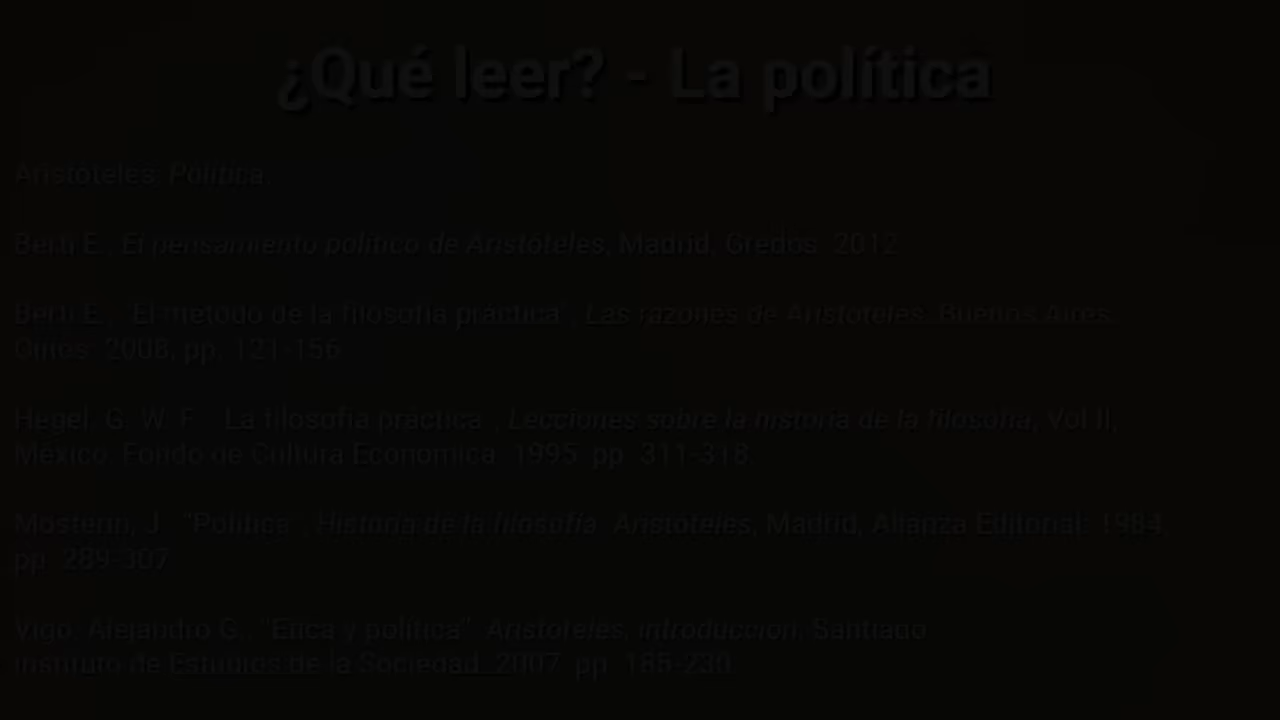 ¿Qué leer? - La política
Aristóteles, Política.
Berti E., El pensamiento político de Aristóteles, Madrid, Gredos, 2012
Berti E., "El método de la filosofía práctica", Las razones de Aristóteles, Buenos Aires,
Oinos, 2008, pp. 121-156
Hegel, G. W. F., "La filosofía práctica", Lecciones sobre la historia de la filosofía, Vol II,
México, Fondo de Cultura Económica, 1995, pp. 311-318.
Mosterín, J., "Política", Historia de la filosofía. Aristóteles, Madrid, Alianza Editorial, 1984,
pp. 289-307
Vigo, Alejandro G., "Ética y política", Aristóteles, introducción, Santiago
Instituto de Estudios de la Sociedad, 2007, pp. 185-230.